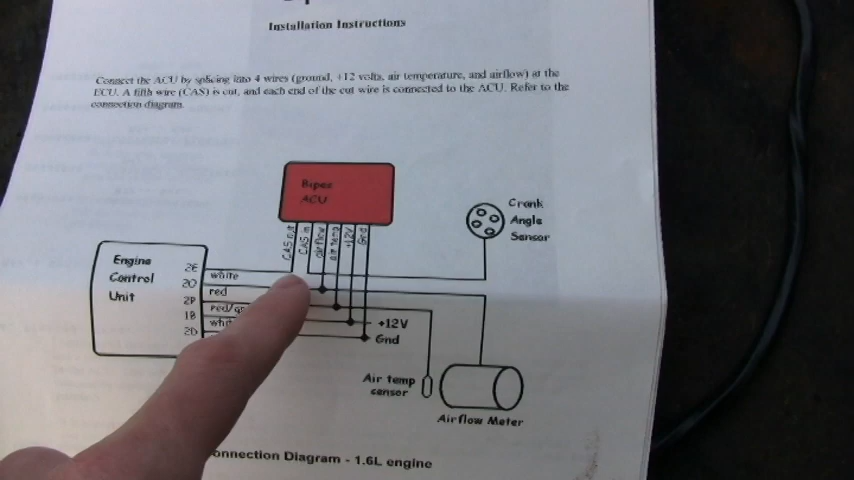 Installation Instructions
Connect the ACU by splicing into 4 wires (ground, +12 volts, air temperature, and airflow) at the
ECU. A fifth wire (CAS) is cut, and each end of the cut wire is connected to the ACU. Refer to the
connection diagram.
Bipes
ACU
CAS out
CAS in
airflow
air temp
+12V
Gnd
Crank
Angle
Sensor
Engine
Control
Unit
2E
white
2O
red
2P
red/gr
1B
whi
2D
+12V
Gnd
Air temp
sensor
Airflow Meter
onnection Diagram - 1.6L engine